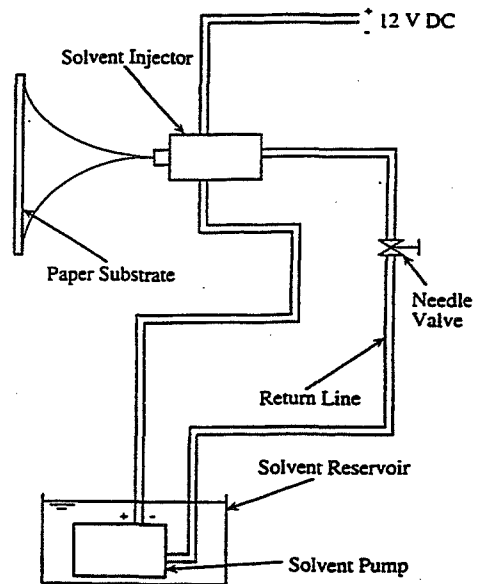 +
- 12 V DC
Solvent Injector
Paper Substrate
Needle
Valve
Return Line
Solvent Reservoir
+ -
Solvent Pump